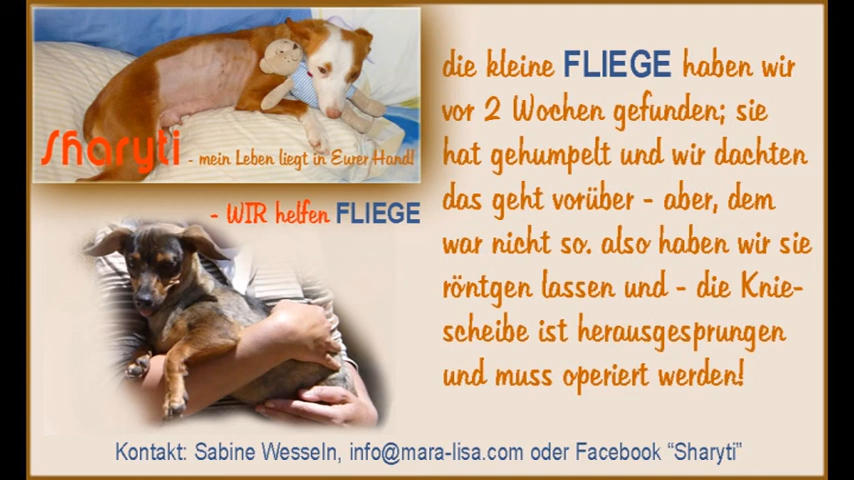 Sharyti - mein Leben liegt in Eurer Hand!
- WIR helfen FLIEGE
die kleine FLIEGE haben wir
vor 2 Wochen gefunden; sie
hat gehumpelt und wir dachten
das geht vorüber - aber, dem
war nicht so. also haben wir sie
röntgen lassen und - die Knie-
scheibe ist herausgesprungen
und muss operiert werden!
Kontakt: Sabine Wesseln, info@mara-lisa.com oder Facebook “Sharyti”